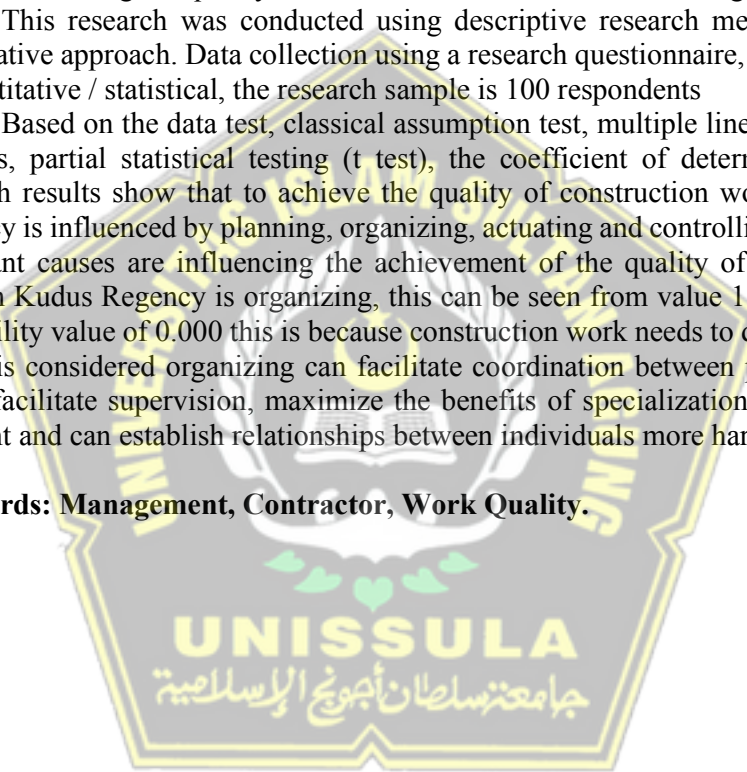 This research was conducted using descriptive research me
ative approach. Data collection using a research questionnaire,
titative / statistical, the research sample is 100 respondents
Based on the data test, classical assumption test, multiple line
s, partial statistical testing (t test), the coefficient of deter
h results show that to achieve the quality of construction wo
y is influenced by planning, organizing, actuating and controlli
ant causes are influencing the achievement of the quality of
n Kudus Regency is organizing, this can be seen from value 1
ility value of 0.000 this is because construction work needs to c
is considered organizing can facilitate coordination between p
facilitate supervision, maximize the benefits of specialization
nt and can establish relationships between individuals more har
rds: Management, Contractor, Work Quality.
UNIVERSITAS ISLAM SULTAN AGUNG
UNISSULA
جامعة سلطان أجونج الإسلامية